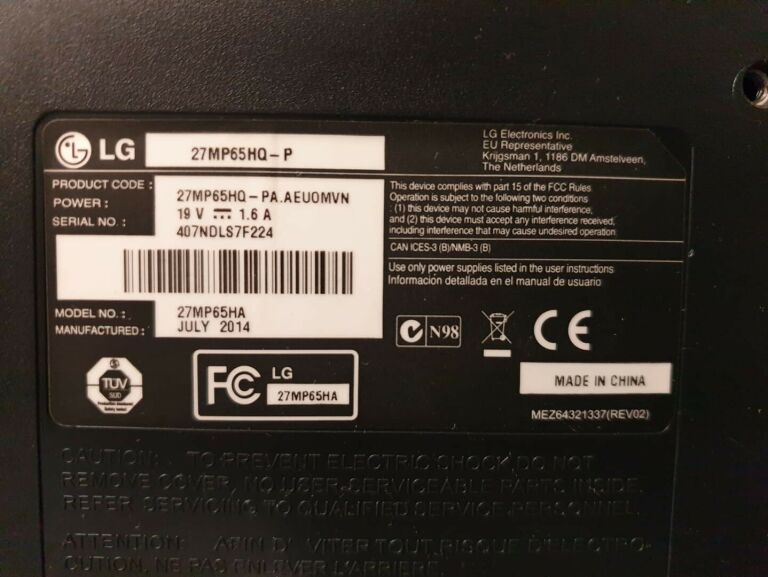 LG 27MP65HQ-P
LG Electronics Inc.
EU Representative
Krijgsman 1, 1186 DM Amstelveen,
The Netherlands
PRODUCT CODE : 27MP65HQ-PA.AEUOMVN
POWER : 19 V ⎓ 1.6 A
SERIAL NO. : 407NDLS7F224
This device complies with part 15 of the FCC Rules
Operation is subject to the following two conditions
: (1) this device may not cause harmful interference,
and (2) this device must accept any interference received,
including interference that may cause undesired operation
CAN ICES-3 (B)/NMB-3 (B)
Use only power supplies listed in the user instructions
Información detallada en el manual de usuario
MODEL NO. : 27MP65HA
MANUFACTURED : JULY 2014
N98
CE
TÜV
SÜD
FC LG
27MP65HA
MADE IN CHINA
MEZ64321337(REV02)
CAUTION: TO PREVENT ELECTRIC SHOCK, DO NOT
REMOVE COVER. NO USER-SERVICEABLE PARTS INSIDE.
REFER SERVICING TO QUALIFIED SERVICE PERSONNEL.
ATTENTION: AFIN D' VITER TOUT RISQUE D'ÉLECTRO-
CUTION, NE PAS ENLEVER L'ARRIERE.